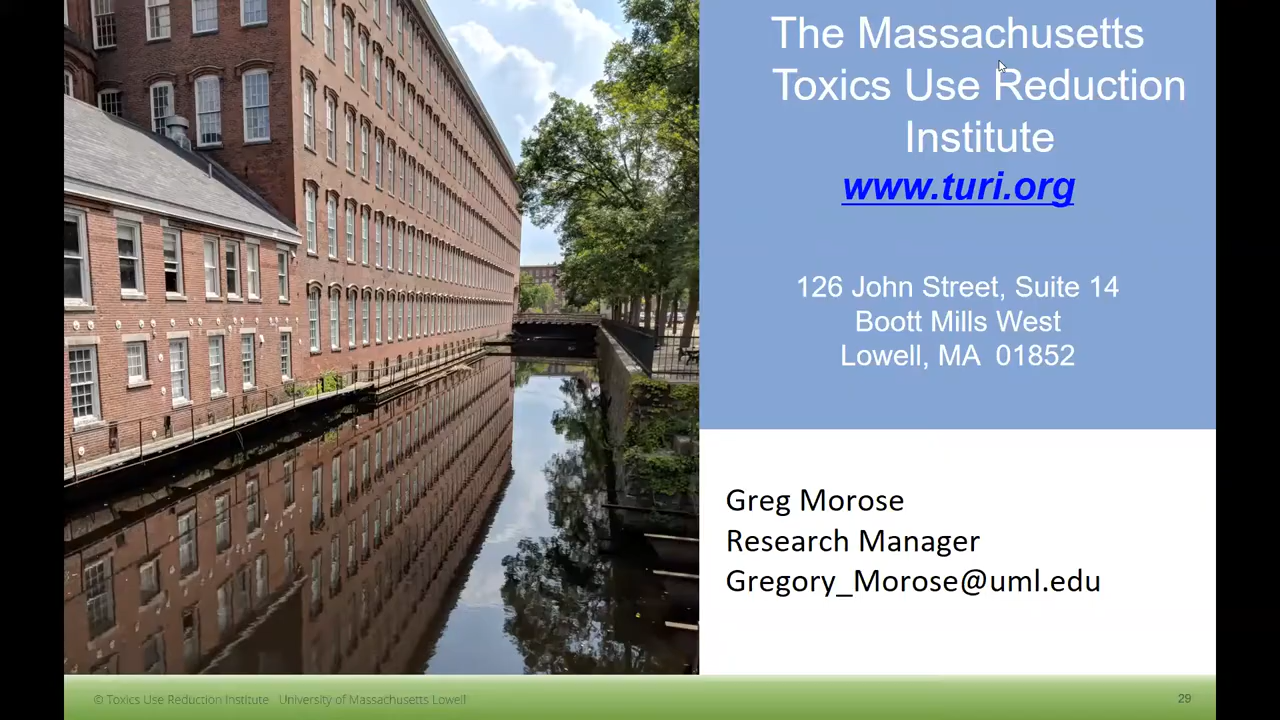 The Massachusetts
Toxics Use Reduction
Institute
www.turi.org
126 John Street, Suite 14
Boott Mills West
Lowell, MA 01852
Greg Morose
Research Manager
Gregory_Morose@uml.edu
© Toxics Use Reduction Institute University of Massachusetts Lowell
29